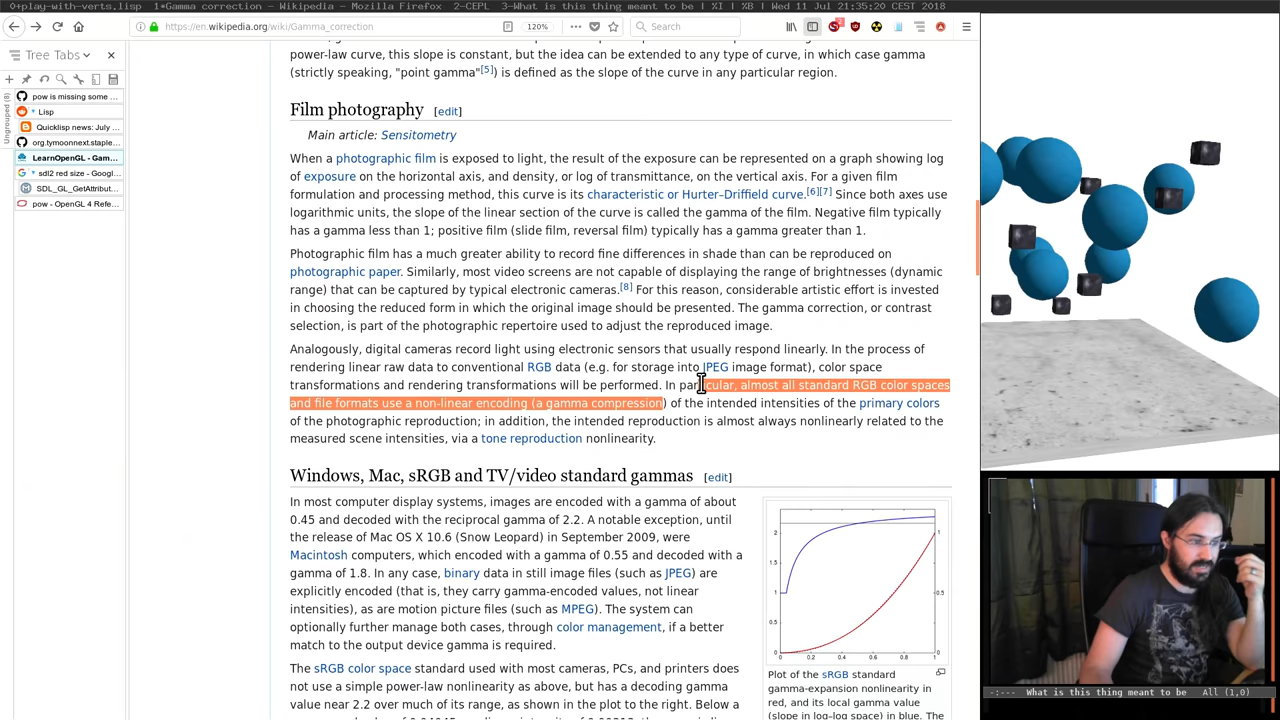 0+play-with-verts.lisp  1*Gamma correction – Wikipedia – Mozilla Firefox  2-CEPL  3-What is this thing meant to be | %I | %B | Wed 11 Jul 21:35:20 CEST 2018
https://en.wikipedia.org/wiki/Gamma_correction
120%
Search
Tree Tabs
Ungrouped (8)
pow is missing some ...
Lisp
Quicklisp news: July ...
org.tymoonnext.staple...
LearnOpenGL - Gam...
sdl2 red size - Googl...
SDL_GL_GetAttribut...
pow - OpenGL 4 Refe...
power-law curve, this slope is constant, but the idea can be extended to any type of curve, in which case gamma
(strictly speaking, "point gamma"[5]) is defined as the slope of the curve in any particular region.
Film photography [edit]
Main article: Sensitometry
When a photographic film is exposed to light, the result of the exposure can be represented on a graph showing log
of exposure on the horizontal axis, and density, or log of transmittance, on the vertical axis. For a given film
formulation and processing method, this curve is its characteristic or Hurter–Driffield curve.[6][7] Since both axes use
logarithmic units, the slope of the linear section of the curve is called the gamma of the film. Negative film typically
has a gamma less than 1; positive film (slide film, reversal film) typically has a gamma greater than 1.
Photographic film has a much greater ability to record fine differences in shade than can be reproduced on
photographic paper. Similarly, most video screens are not capable of displaying the range of brightnesses (dynamic
range) that can be captured by typical electronic cameras.[8] For this reason, considerable artistic effort is invested
in choosing the reduced form in which the original image should be presented. The gamma correction, or contrast
selection, is part of the photographic repertoire used to adjust the reproduced image.
Analogously, digital cameras record light using electronic sensors that usually respond linearly. In the process of
rendering linear raw data to conventional RGB data (e.g. for storage into JPEG image format), color space
transformations and rendering transformations will be performed. In particular, almost all standard RGB color spaces
and file formats use a non-linear encoding (a gamma compression) of the intended intensities of the primary colors
of the photographic reproduction; in addition, the intended reproduction is almost always nonlinearly related to the
measured scene intensities, via a tone reproduction nonlinearity.
Windows, Mac, sRGB and TV/video standard gammas [edit]
In most computer display systems, images are encoded with a gamma of about
0.45 and decoded with the reciprocal gamma of 2.2. A notable exception, until
the release of Mac OS X 10.6 (Snow Leopard) in September 2009, were
Macintosh computers, which encoded with a gamma of 0.55 and decoded with a
gamma of 1.8. In any case, binary data in still image files (such as JPEG) are
explicitly encoded (that is, they carry gamma-encoded values, not linear
intensities), as are motion picture files (such as MPEG). The system can
optionally further manage both cases, through color management, if a better
match to the output device gamma is required.
The sRGB color space standard used with most cameras, PCs, and printers does
not use a simple power-law nonlinearity as above, but has a decoding gamma
value near 2.2 over much of its range, as shown in the plot to the right. Below a
2
1.5
1
0.5
0
0 0.2 0.4 0.6 0.8 1
1
0.5
0
Plot of the sRGB standard
gamma-expansion nonlinearity in
red, and its local gamma value
(slope in log-log space) in blue. The
-:--- What is this thing meant to be All (1,0)